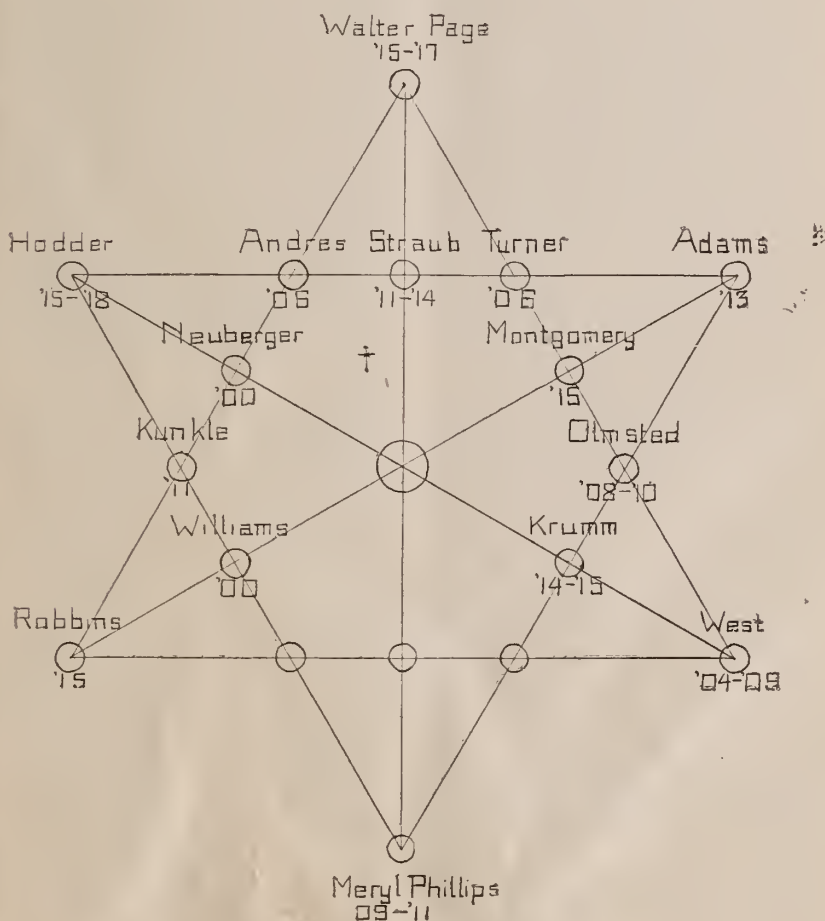 Walter Page
'15-'17
Hodder Andres Straub Turner Adams
'15-'18 '05 '11-'14 '06 '13
Neuberger Montgomery
'00 '15
Kunkle Olmsted
'11 '08-'10
Williams Krumm
'00 '14-'15
Robbins West
'15 '04-'09
Meryl Phillips
09-'11